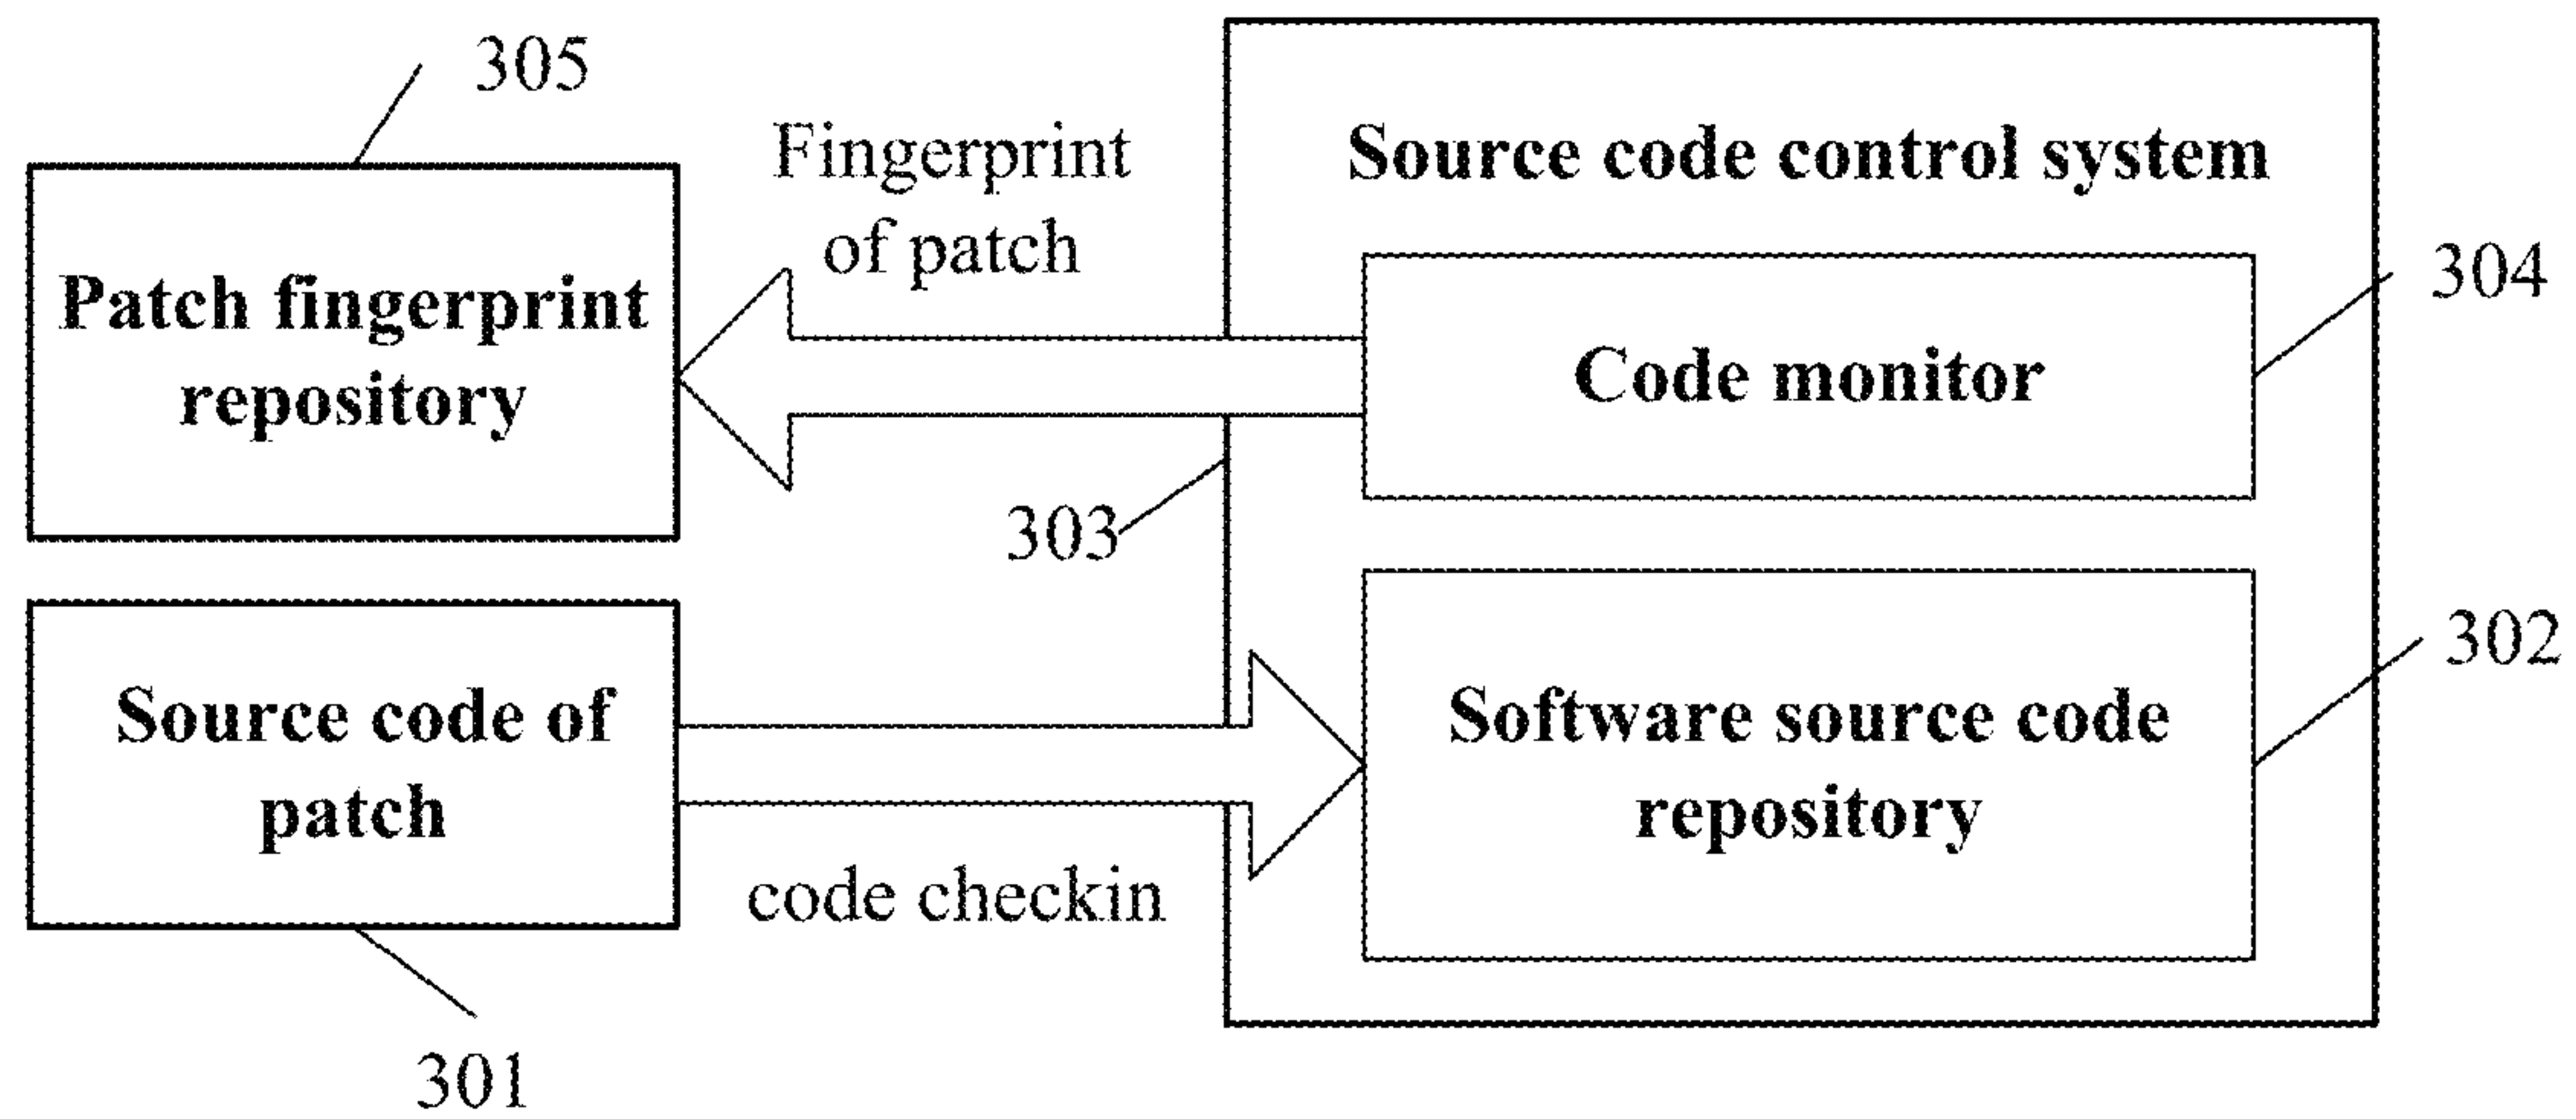 305
Fingerprint
of patch
Source code control system
304
Patch fingerprint
repository
Code monitor
303
302
Source code of
patch
Software source code
repository
code checkin
301